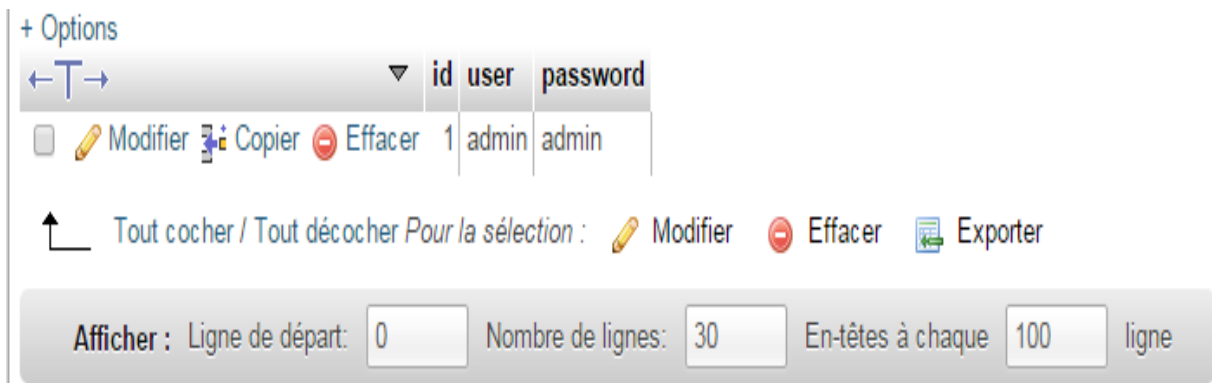 + Options
←T→ ▼ id user password
Modifier Copier Effacer 1 admin admin
Tout cocher / Tout décocher Pour la sélection : Modifier Effacer Exporter
Afficher : Ligne de départ: 0 Nombre de lignes: 30 En-têtes à chaque 100 ligne